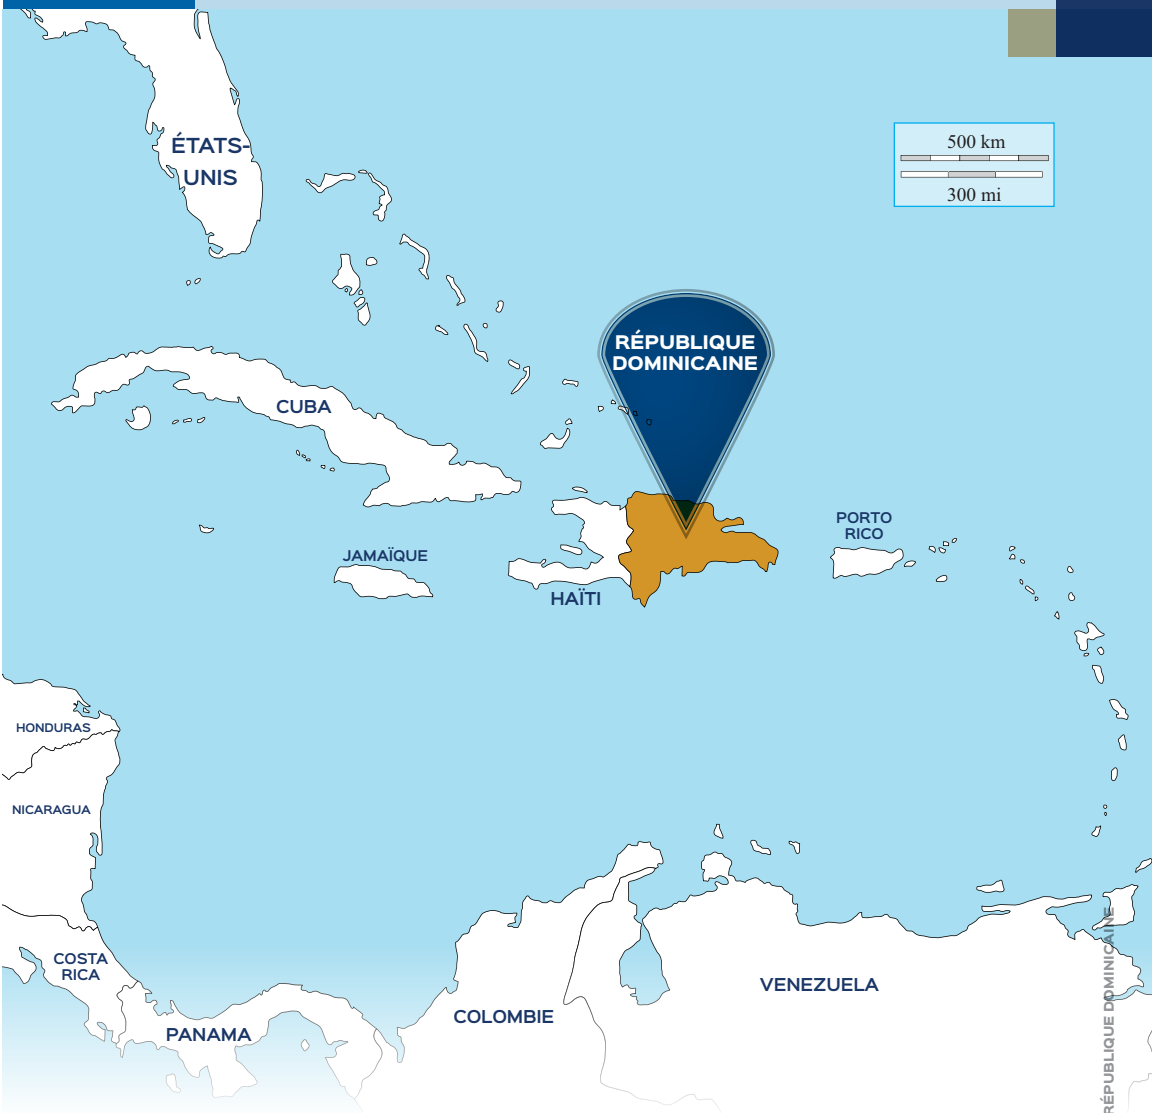 ÉTATS-
UNIS
500 km
300 mi
RÉPUBLIQUE
DOMINICAINE
CUBA
PORTO
RICO
JAMAÏQUE
HAÏTI
HONDURAS
NICARAGUA
COSTA
RICA
PANAMA
COLOMBIE
VENEZUELA
RÉPUBLIQUE DOMINICAINE